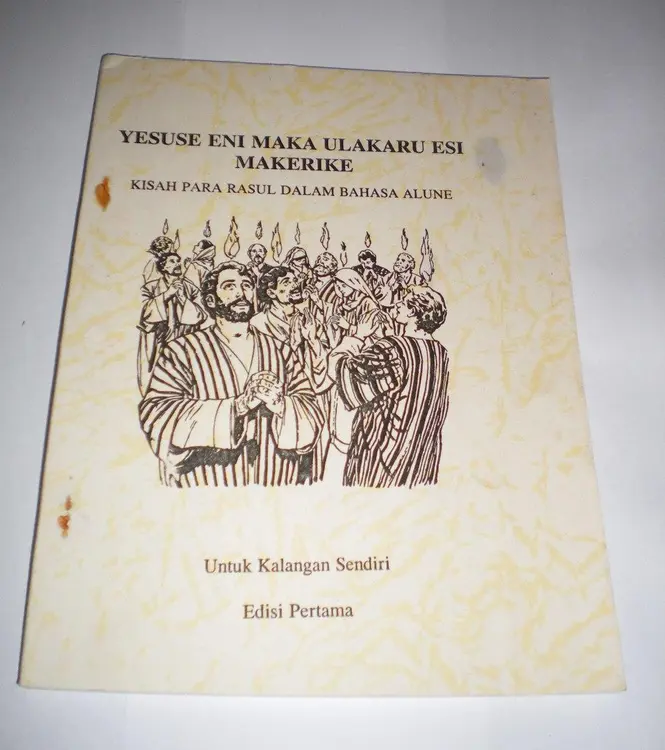 YESUSE ENI MAKA ULAKARU ESI
MAKERIKE
KISAH PARA RASUL DALAM BAHASA ALUNE
Untuk Kalangan Sendiri
Edisi Pertama